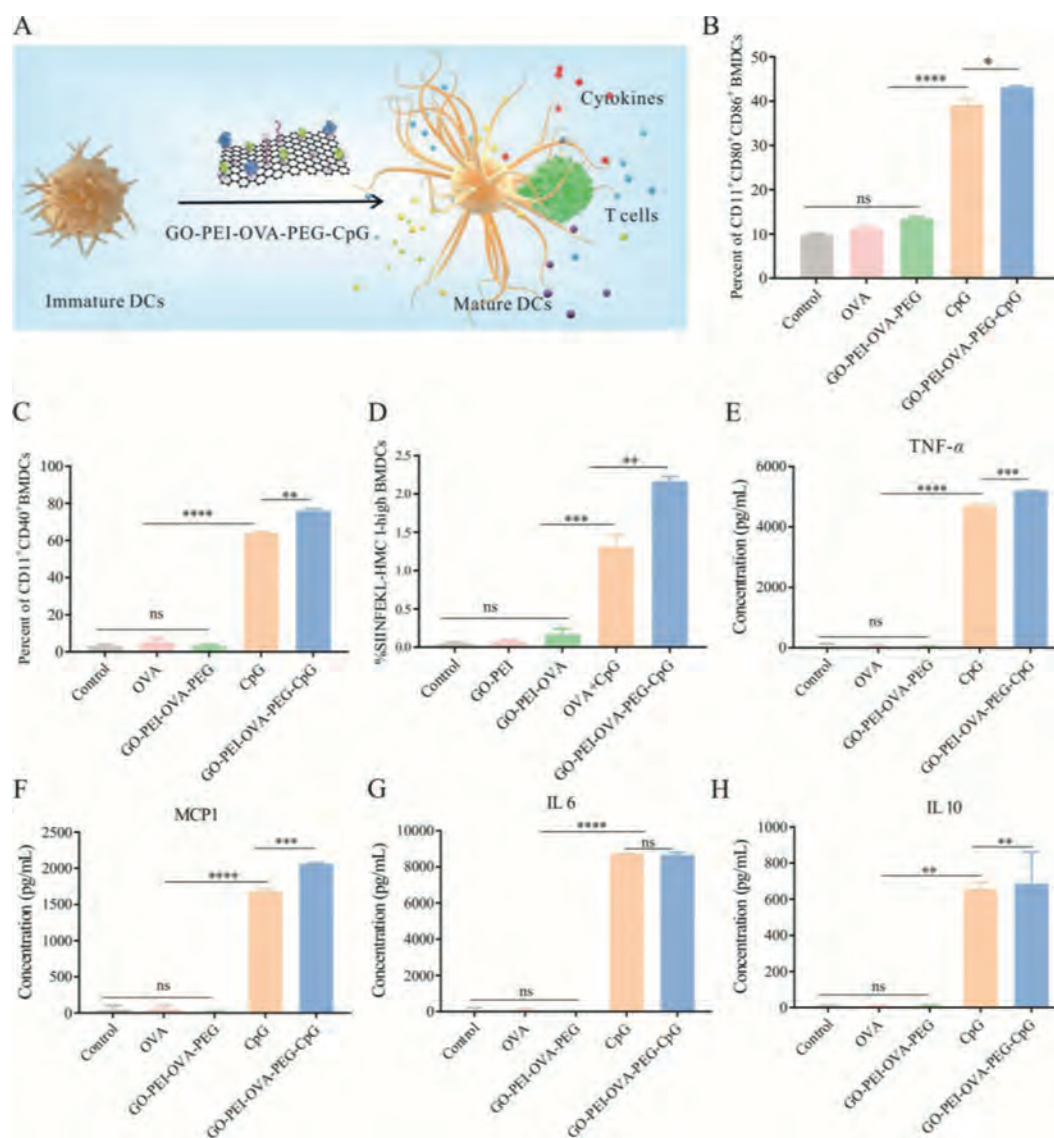 A
Cytokines
T cells
GO-PEI-OVA-PEG-CpG
Immature DCs
Mature DCs
B
Percent of CD11⁺CD80⁺CD86⁺ BMDCs
50
40
30
20
10
0
ns
****
*
Control
OVA
GO-PEI-OVA-PEG
CpG
GO-PEI-OVA-PEG-CpG
C
Percent of CD11⁺CD40⁺BMDCs
100
80
60
40
20
0
ns
****
**
Control
OVA
GO-PEI-OVA-PEG
CpG
GO-PEI-OVA-PEG-CpG
D
%SIINFEKL-HMC I-high BMDCs
2.5
2.0
1.5
1.0
0.5
0.0
ns
***
**
Control
GO-PEI
GO-PEI-OVA
OVA+CpG
GO-PEI-OVA-PEG-CpG
E
TNF-α
Concentration (pg/mL)
6000
4000
2000
0
ns
****
***
Control
OVA
GO-PEI-OVA-PEG
CpG
GO-PEI-OVA-PEG-CpG
F
MCP1
Concentration (pg/mL)
2500
2000
1500
1000
500
0
ns
****
***
Control
OVA
GO-PEI-OVA-PEG
CpG
GO-PEI-OVA-PEG-CpG
G
IL 6
Concentration (pg/mL)
10000
8000
6000
4000
2000
0
ns
****
ns
Control
OVA
GO-PEI-OVA-PEG
CpG
GO-PEI-OVA-PEG-CpG
H
IL 10
Concentration (pg/mL)
1000
800
600
400
200
0
ns
**
**
Control
OVA
GO-PEI-OVA-PEG
CpG
GO-PEI-OVA-PEG-CpG